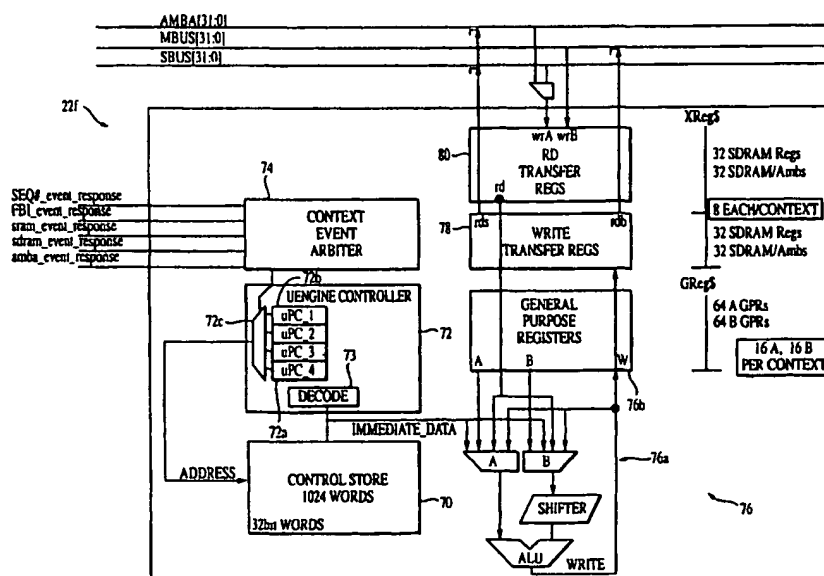 AMBA[31:0]
MBUS[31:0]
SBUS[31:0]
22f
XReg$
wrA wrB
80
RD
TRANSFER
REGS
rd
32 SDRAM Regs
32 SDRAM/Ambs
74
SEQ#_event_response
FBI_event_response
sram_event_response
sdram_event_response
amba_event_response
CONTEXT
EVENT
ARBITER
78
rds
rdb
WRITE
TRANSFER REGS
8 EACH/CONTEXT
32 SDRAM Regs
32 SDRAM/Ambs
GReg$
72b
UENGINE CONTROLLER
72c
uPC_1
uPC_2
uPC_3
uPC_4
72
73
DECODE
72a
GENERAL
PURPOSE
REGISTERS
A
B
W
64 A GPRs
64 B GPRs
16 A, 16 B
PER CONTEXT
76b
IMMEDIATE_DATA
ADDRESS
CONTROL STORE
1024 WORDS
32bit WORDS
70
A
B
76a
SHIFTER
76
ALU
WRITE